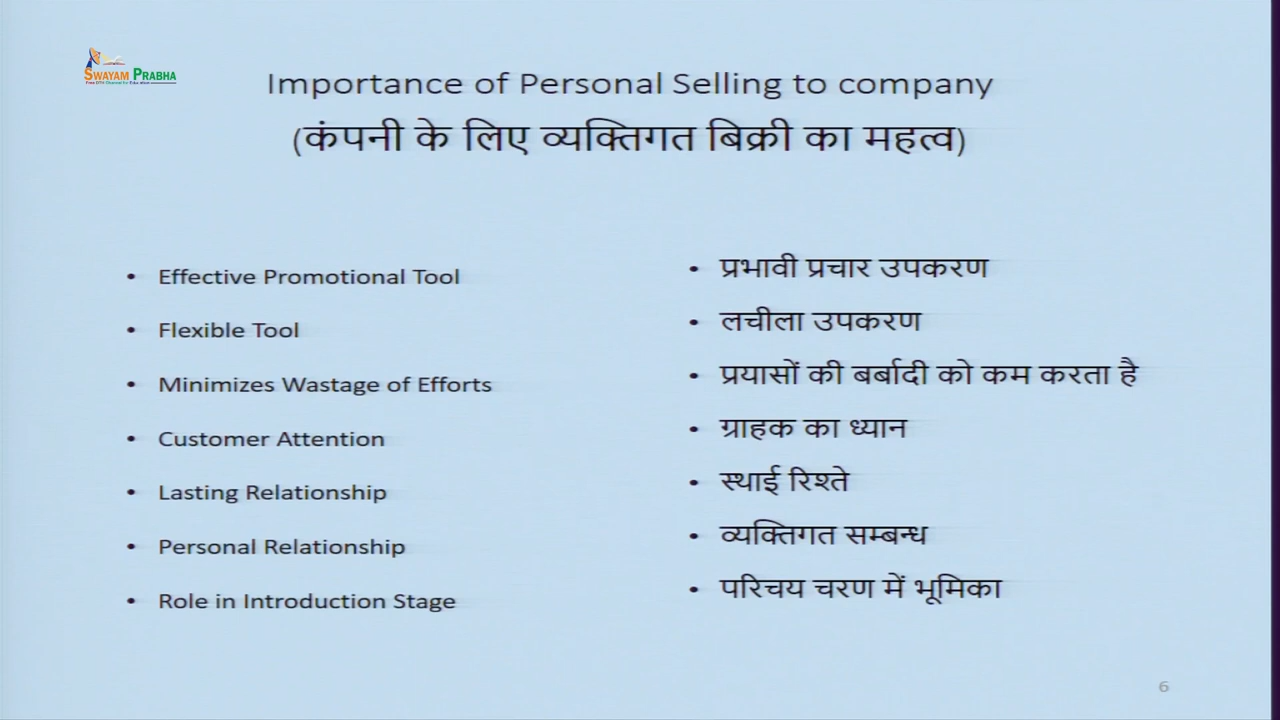 SWAYAM PRABHA
Importance of Personal Selling to company
(कंपनी के लिए व्यक्तिगत बिक्री का महत्व)
• Effective Promotional Tool
• Flexible Tool
• Minimizes Wastage of Efforts
• Customer Attention
• Lasting Relationship
• Personal Relationship
• Role in Introduction Stage
• प्रभावी प्रचार उपकरण
• लचीला उपकरण
• प्रयासों की बर्बादी को कम करता है
• ग्राहक का ध्यान
• स्थाई रिश्ते
• व्यक्तिगत सम्बन्ध
• परिचय चरण में भूमिका
6